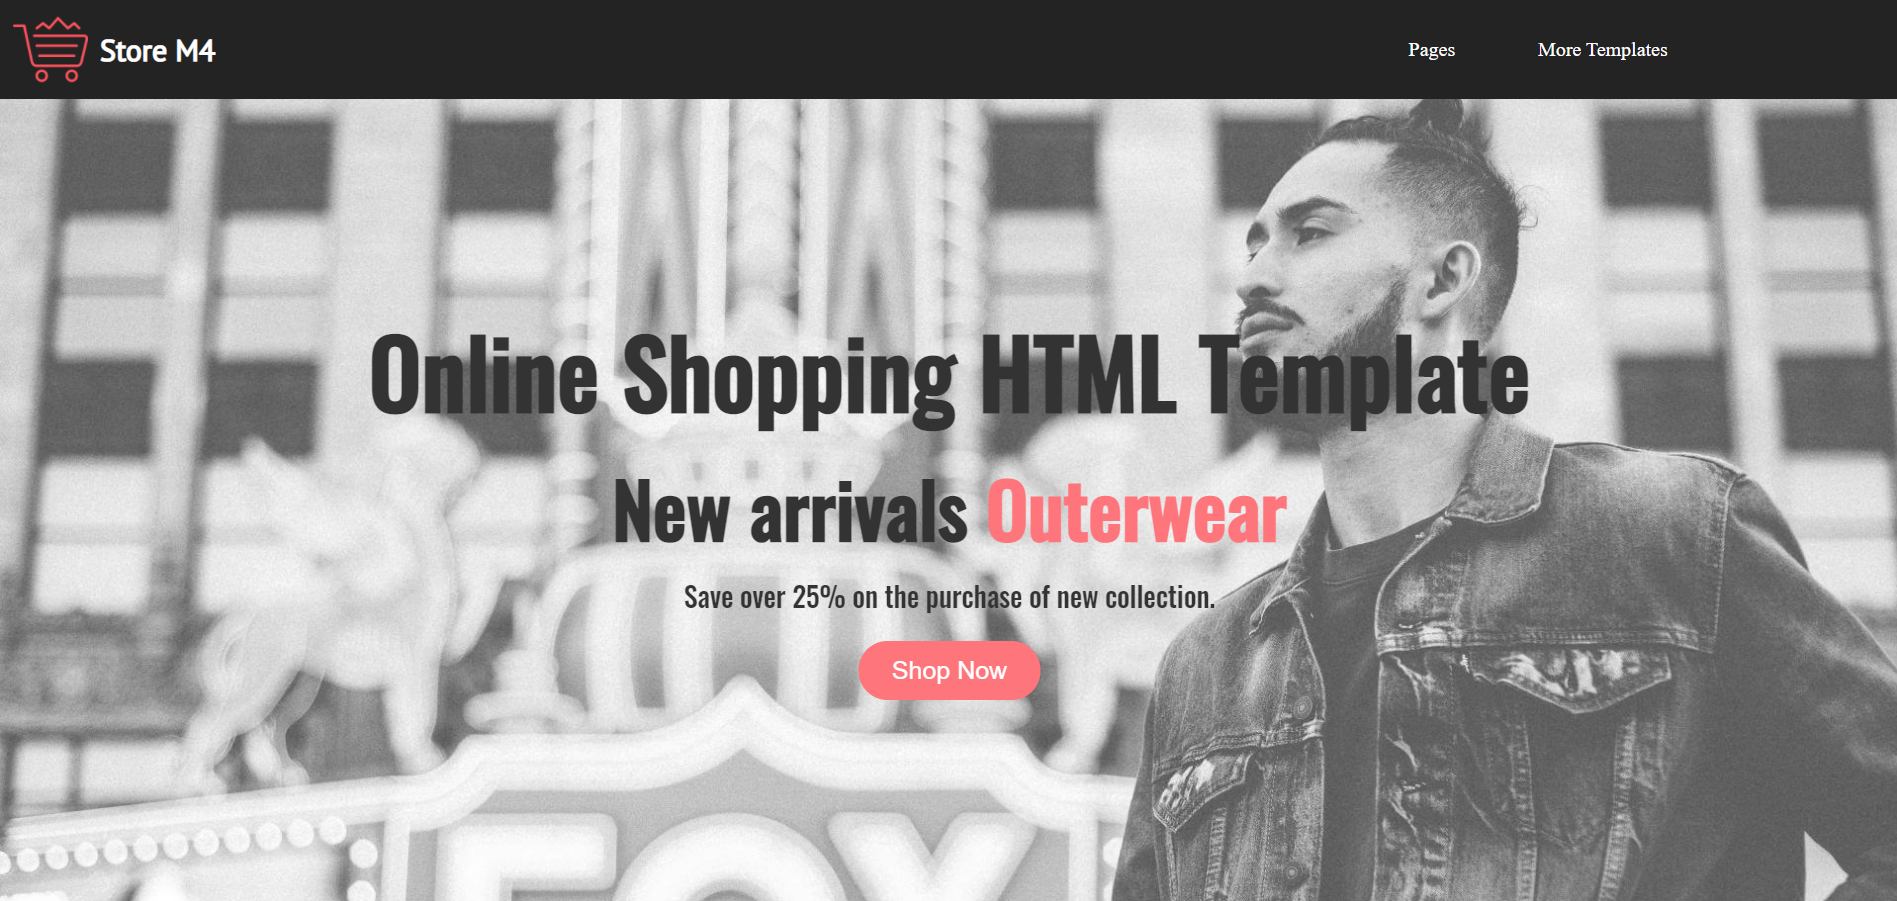 Store M4
Pages
More Templates
Online Shopping HTML Template
New arrivals Outerwear
Save over 25% on the purchase of new collection.
Shop Now
FOX